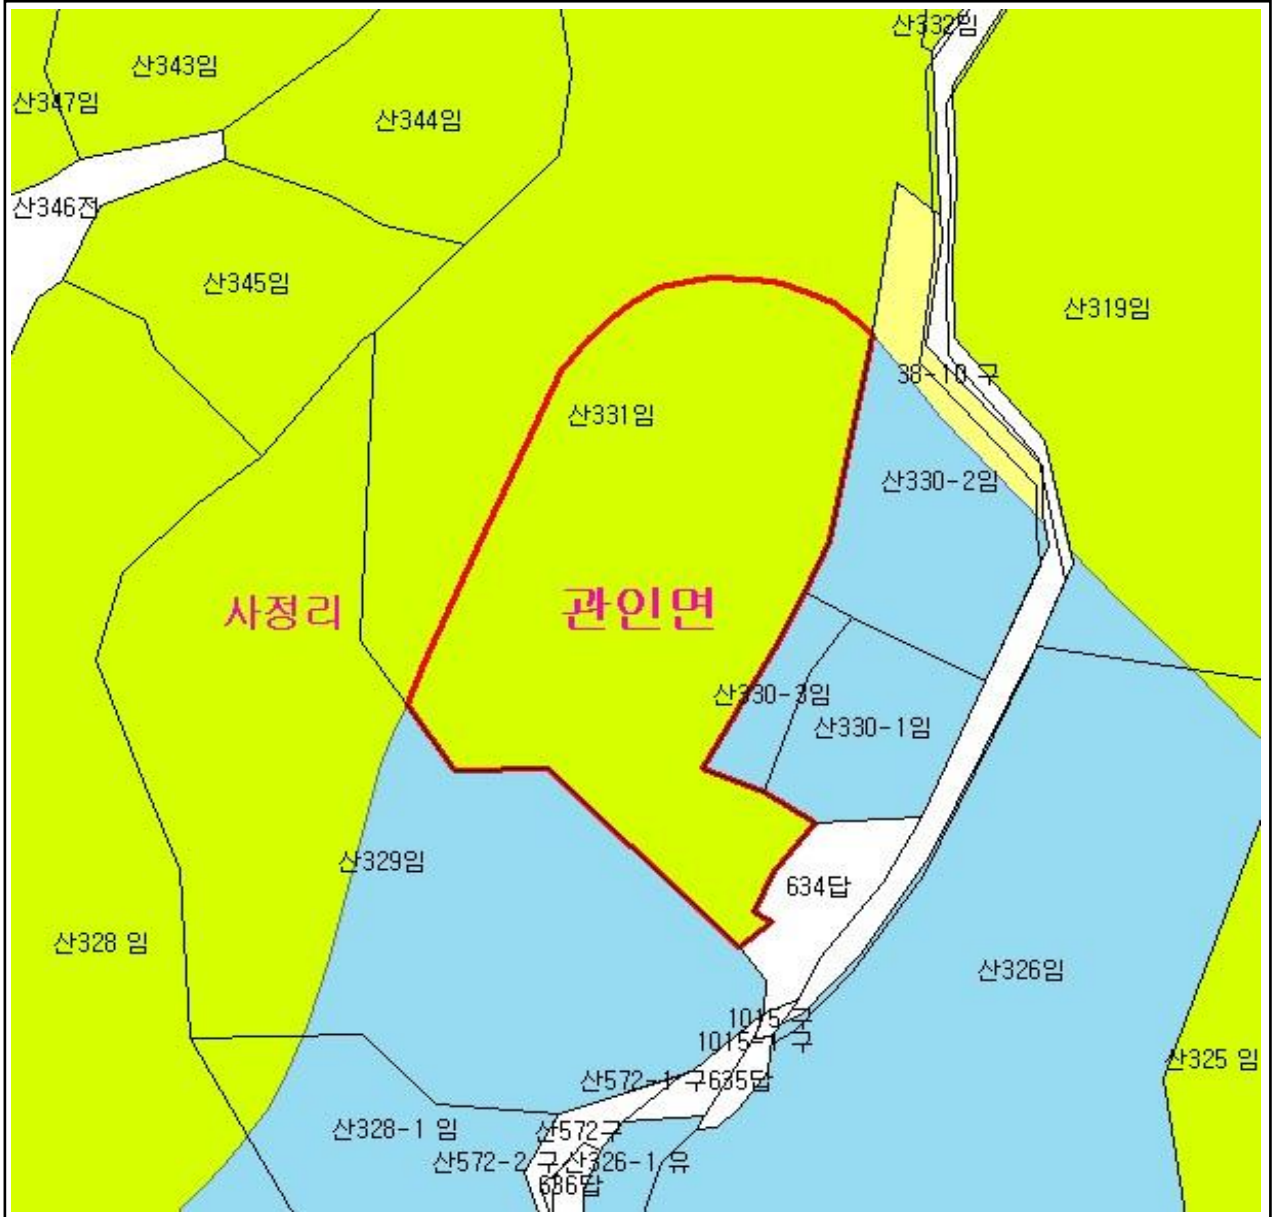 산332임
산343임
산347임
산344임
산346전
산345임
산319임
38-10 구
산331임
산330-2임
사정리
관인면
산330-3임
산330-1임
산329임
634답
산328 임
산326임
1015 구
1015-1 구
산325 임
산572-1 구635답
산328-1 임
산572구
산572-2 구산326-1 유
636답